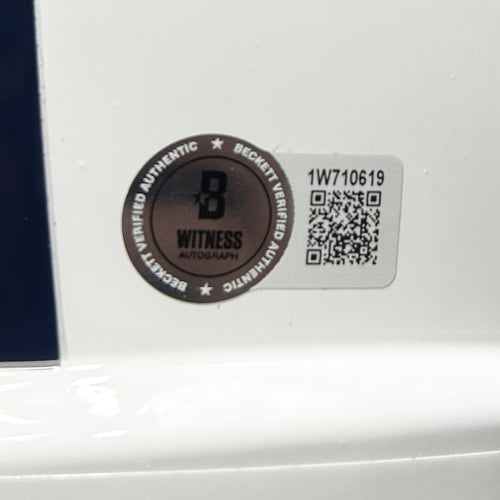 BECKETT VERIFIED AUTHENTIC ★ BECKETT VERIFIED AUTHENTIC ★
B
WITNESS
AUTOGRAPH
1W710619